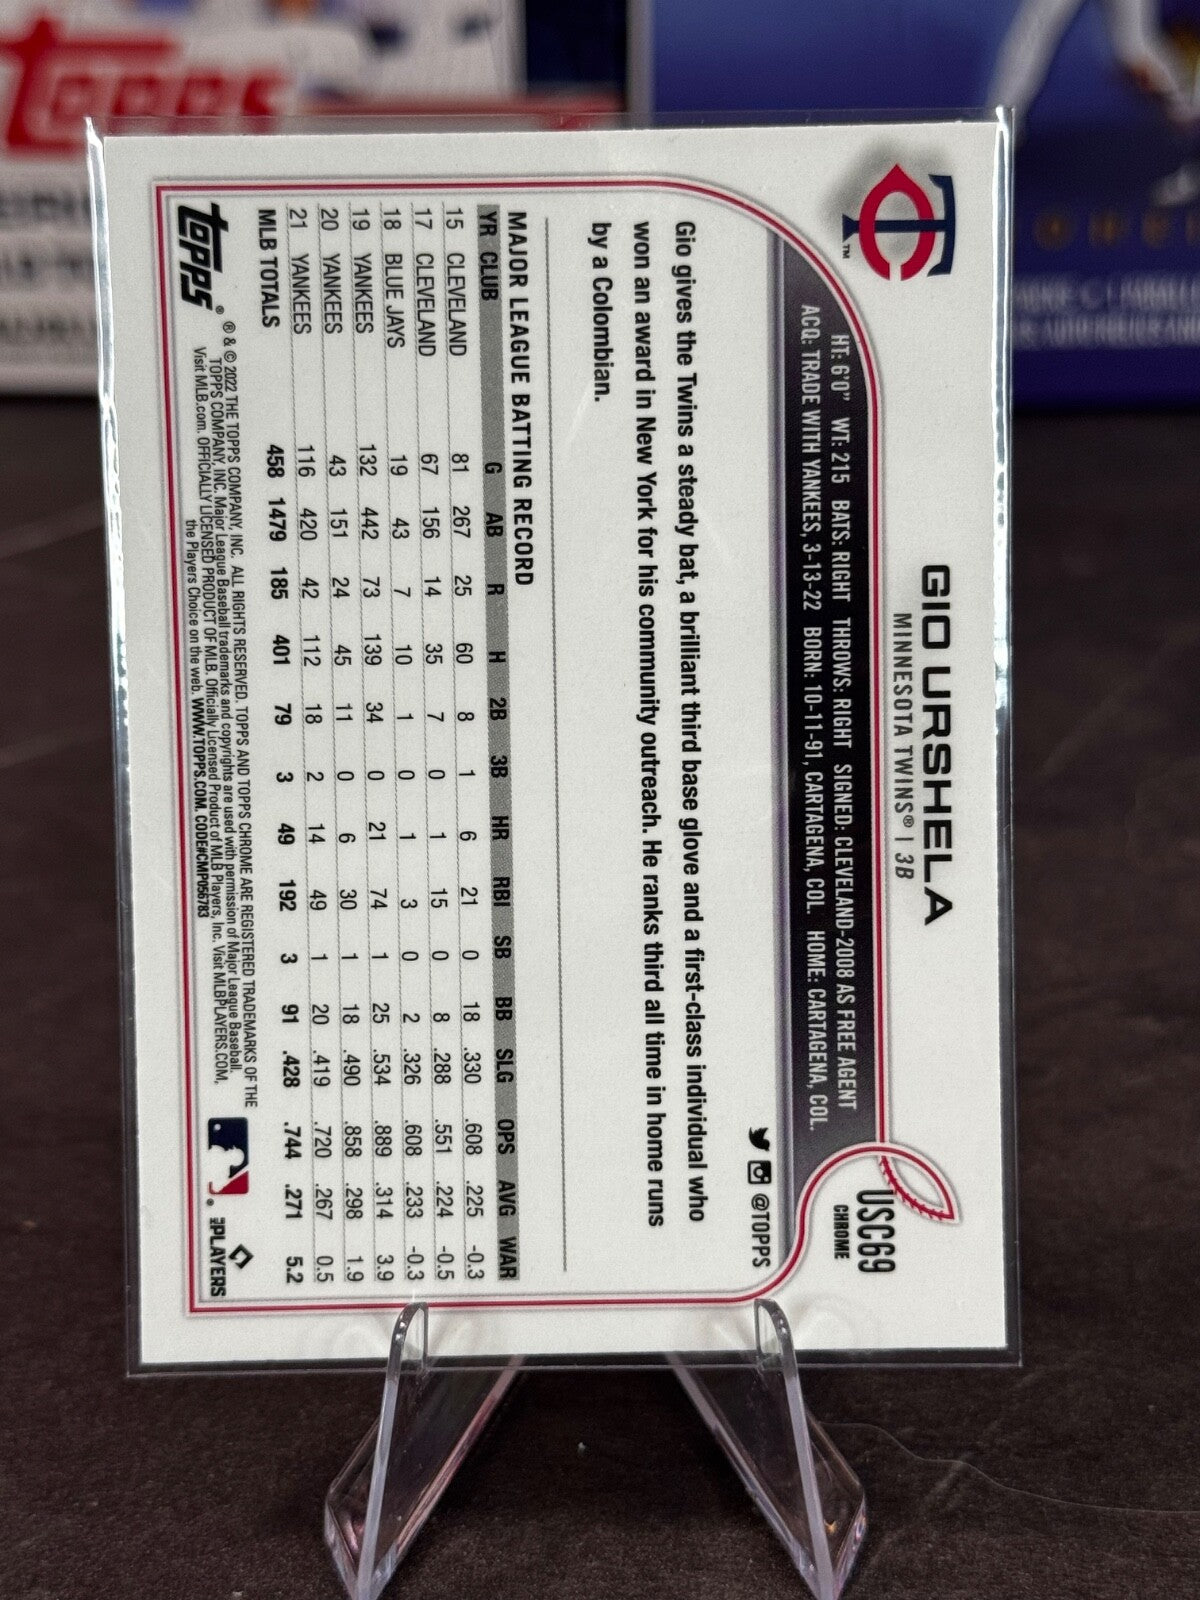 Topps
TC
™
GIO URSHELA
MINNESOTA TWINS® | 3B
USC69
CHROME
HT: 6'0" WT: 215 BATS: RIGHT THROWS: RIGHT SIGNED: CLEVELAND-2008 AS FREE AGENT
ACQ: TRADE WITH YANKEES, 3-13-22 BORN: 10-11-91, CARTAGENA, COL. HOME: CARTAGENA, COL.
@TOPPS
Gio gives the Twins a steady bat, a brilliant third base glove and a first-class individual who
won an award in New York for his community outreach. He ranks third all time in home runs
by a Colombian.
MAJOR LEAGUE BATTING RECORD
YR CLUB G AB R H 2B 3B HR RBI SB BB SLG OPS AVG WAR
15 CLEVELAND 81 267 25 60 8 1 6 21 0 18 .330 .608 .225 -0.3
17 CLEVELAND 67 156 14 35 7 0 1 15 0 8 .288 .551 .224 -0.5
18 BLUE JAYS 19 43 7 10 1 0 1 3 0 2 .326 .608 .233 -0.3
19 YANKEES 132 442 73 139 34 0 21 74 1 25 .534 .889 .314 3.9
20 YANKEES 43 151 24 45 11 0 6 30 1 18 .490 .858 .298 1.9
21 YANKEES 116 420 42 112 18 2 14 49 1 20 .419 .720 .267 0.5
MLB TOTALS 458 1479 185 401 79 3 49 192 3 91 .428 .744 .271 5.2
topps®
® & © 2022 THE TOPPS COMPANY, INC. ALL RIGHTS RESERVED. TOPPS AND TOPPS CHROME ARE REGISTERED TRADEMARKS OF THE
TOPPS COMPANY, INC. Major League Baseball trademarks and copyrights are used with permission of Major League Baseball.
Visit MLB.com. OFFICIALLY LICENSED PRODUCT OF MLB. Officially Licensed Product of MLB Players, Inc. Visit MLBPLAYERS.COM,
the Players Choice on the web. WWW.TOPPS.COM. CODE#CMP056783
MLB PLAYERS